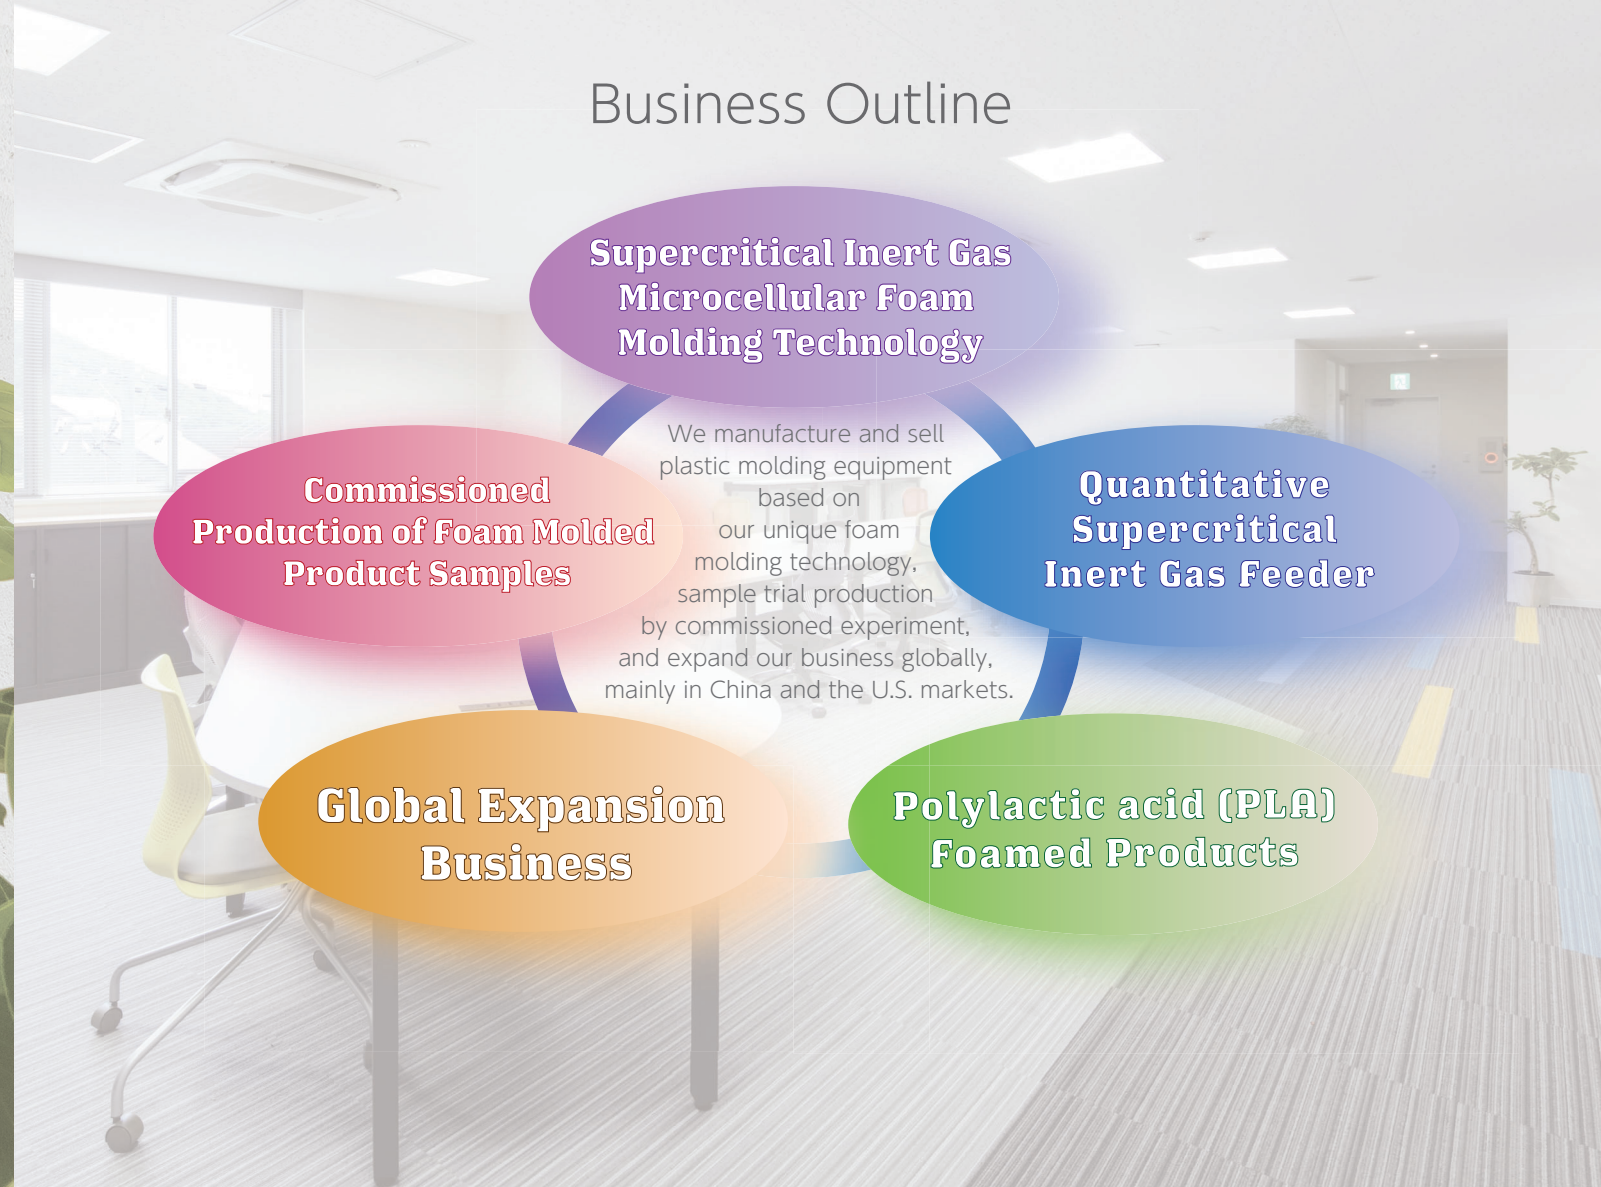 Business Outline
Supercritical Inert Gas
Microcellular Foam
Molding Technology
We manufacture and sell
plastic molding equipment
based on
our unique foam
molding technology,
sample trial production
by commissioned experiment,
and expand our business globally,
mainly in China and the U.S. markets.
Commissioned
Production of Foam Molded
Product Samples
Quantitative
Supercritical
Inert Gas Feeder
Global Expansion
Business
Polylactic acid (PLA)
Foamed Products